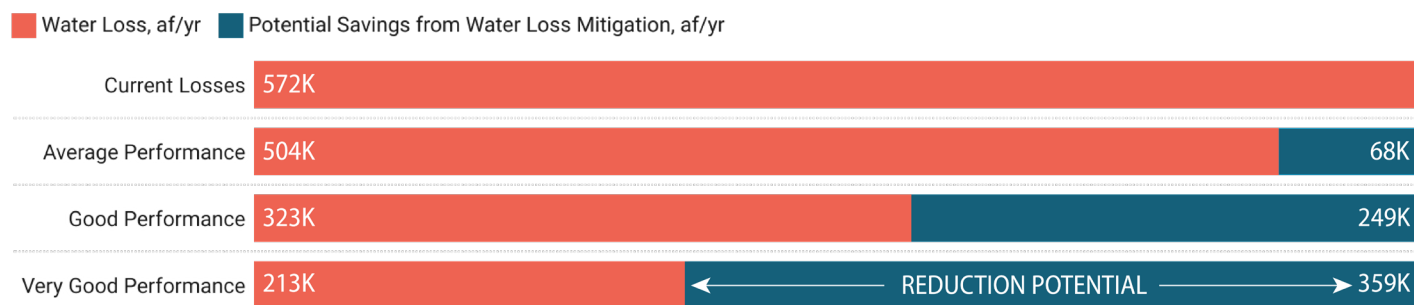 Water Loss, af/yr Potential Savings from Water Loss Mitigation, af/yr
Current Losses 572K
Average Performance 504K 68K
Good Performance 323K 249K
Very Good Performance 213K REDUCTION POTENTIAL 359K